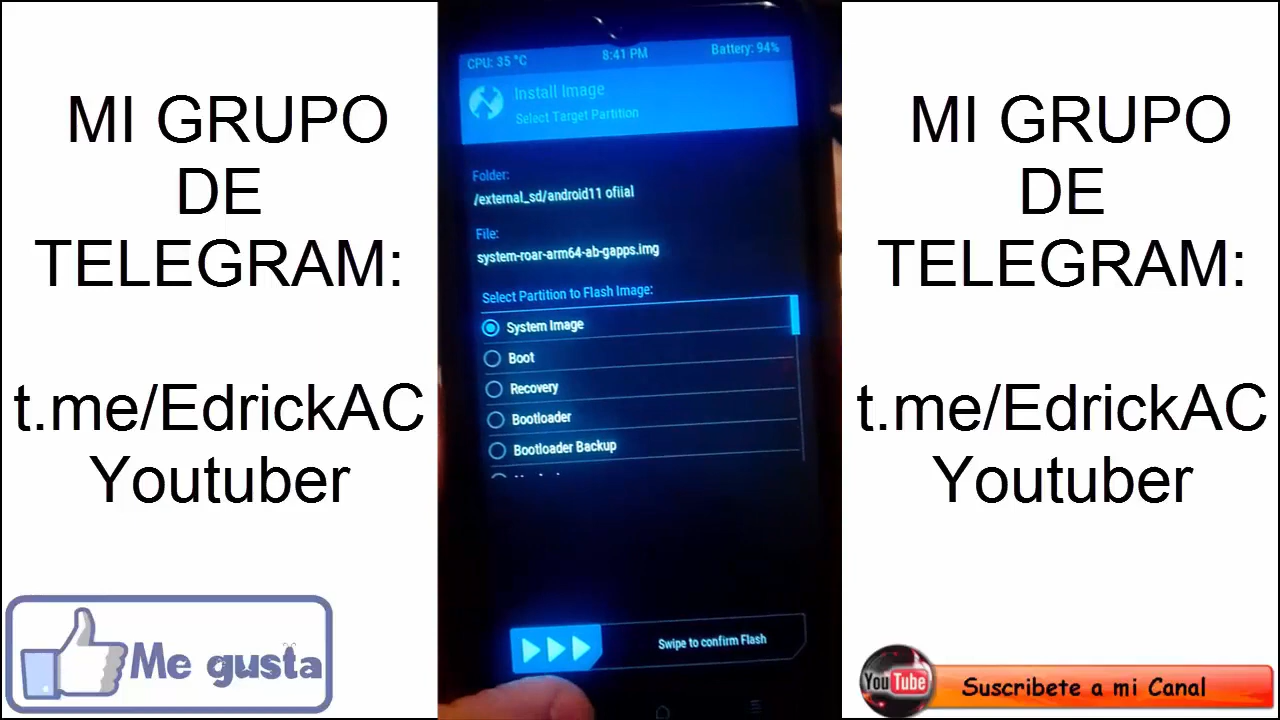 MI GRUPO
DE
TELEGRAM:
t.me/EdrickAC
Youtuber
Me gusta
CPU: 35 °C
8:41 PM
Battery: 94%
Install Image
Select Target Partition
Folder:
/external_sd/android11 ofiial
File:
system-roar-arm64-ab-gapps.img
Select Partition to Flash Image:
System Image
Boot
Recovery
Bootloader
Bootloader Backup
Swipe to confirm Flash
MI GRUPO
DE
TELEGRAM:
t.me/EdrickAC
Youtuber
YouTube
Suscribete a mi Canal